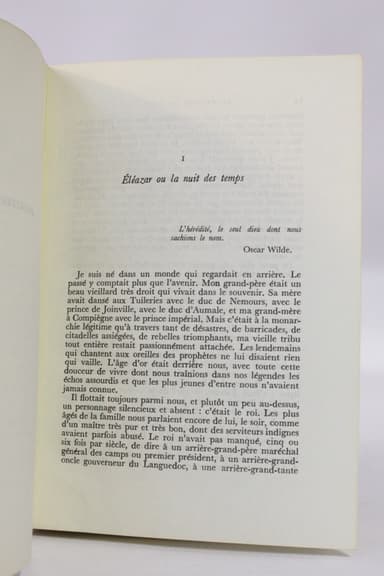 I
Éléazar ou la nuit des temps
L'hérédité, le seul dieu dont nous
sachions le nom.
Oscar Wilde.
Je suis né dans un monde qui regardait en arrière. Le
passé y comptait plus que l'avenir. Mon grand-père était un
beau vieillard très droit qui vivait dans le souvenir. Sa mère
avait dansé aux Tuileries avec le duc de Nemours, avec le
prince de Joinville, avec le duc d'Aumale, et ma grand-mère
à Compiègne avec le prince impérial. Mais c'était à la monar-
chie légitime qu'à travers tant de désastres, de barricades, de
citadelles assiégées, de rebelles triomphants, ma vieille tribu
tout entière restait passionnément attachée. Les lendemains
qui chantent aux oreilles des prophètes ne lui disaient rien
qui vaille. L'âge d'or était derrière nous, avec toute cette
douceur de vivre dont nous traînions dans nos légendes les
échos assourdis et que les plus jeunes d'entre nous n'avaient
jamais connue.
Il flottait toujours parmi nous, et plutôt un peu au-dessus,
un personnage silencieux et absent : c'était le roi. Les plus
âgés de la famille nous parlaient encore de lui, le soir, comme
d'un maître très pur et très bon, dont des serviteurs indignes
avaient parfois abusé. Le roi n'avait pas manqué, cinq ou
six fois par siècle, de dire à un arrière-grand-père maréchal
général des camps ou premier président, à un arrière-grand-
oncle gouverneur du Languedoc, à une arrière-grand-tante